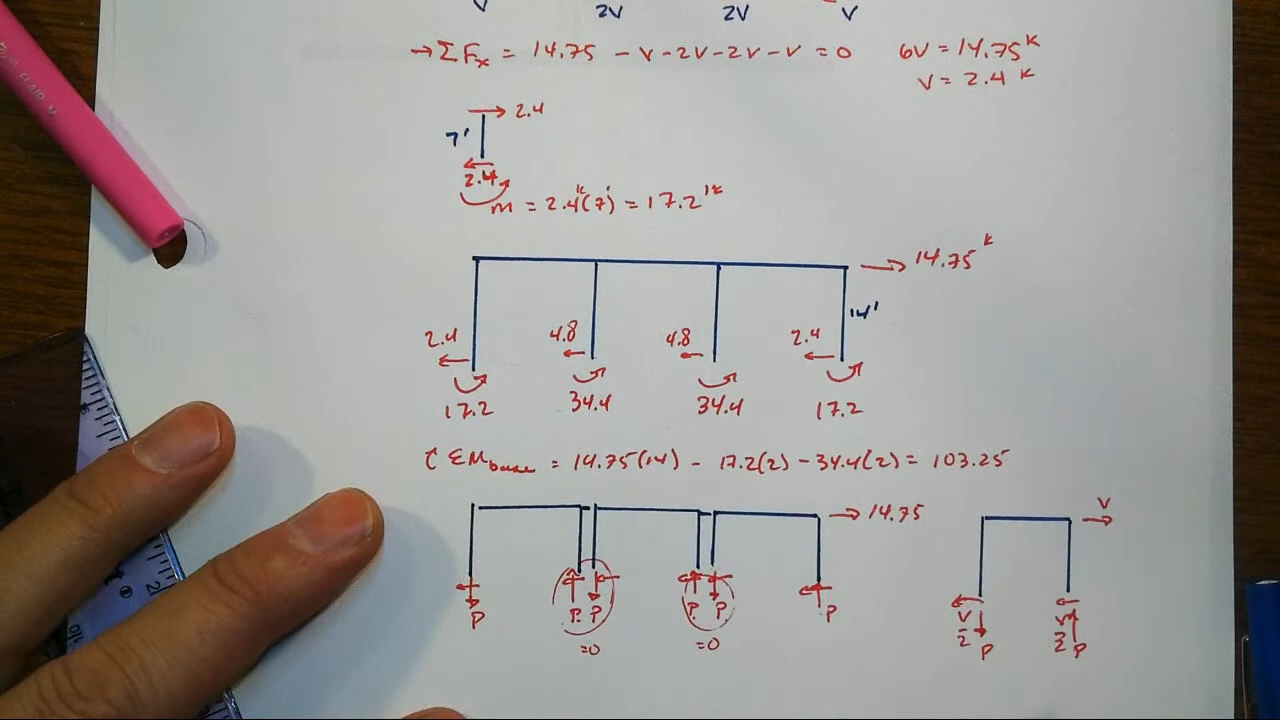 V 2V 2V V
→ΣFx = 14.75 - V - 2V - 2V - V = 0 6V = 14.75ᵏ
V = 2.4 ᵏ
→ 2.4
7'
2.4
m = 2.4ᵏ(7') = 17.2 'ᵏ
→ 14.75 ᵏ
14'
2.4 4.8 4.8 2.4
17.2 34.4 34.4 17.2
ΣMbase = 14.75(14) - 17.2(2) - 34.4(2) = 103.25
→ 14.75 V
P P P P P P V/2 P V/2 P
=0 =0
FLAIR